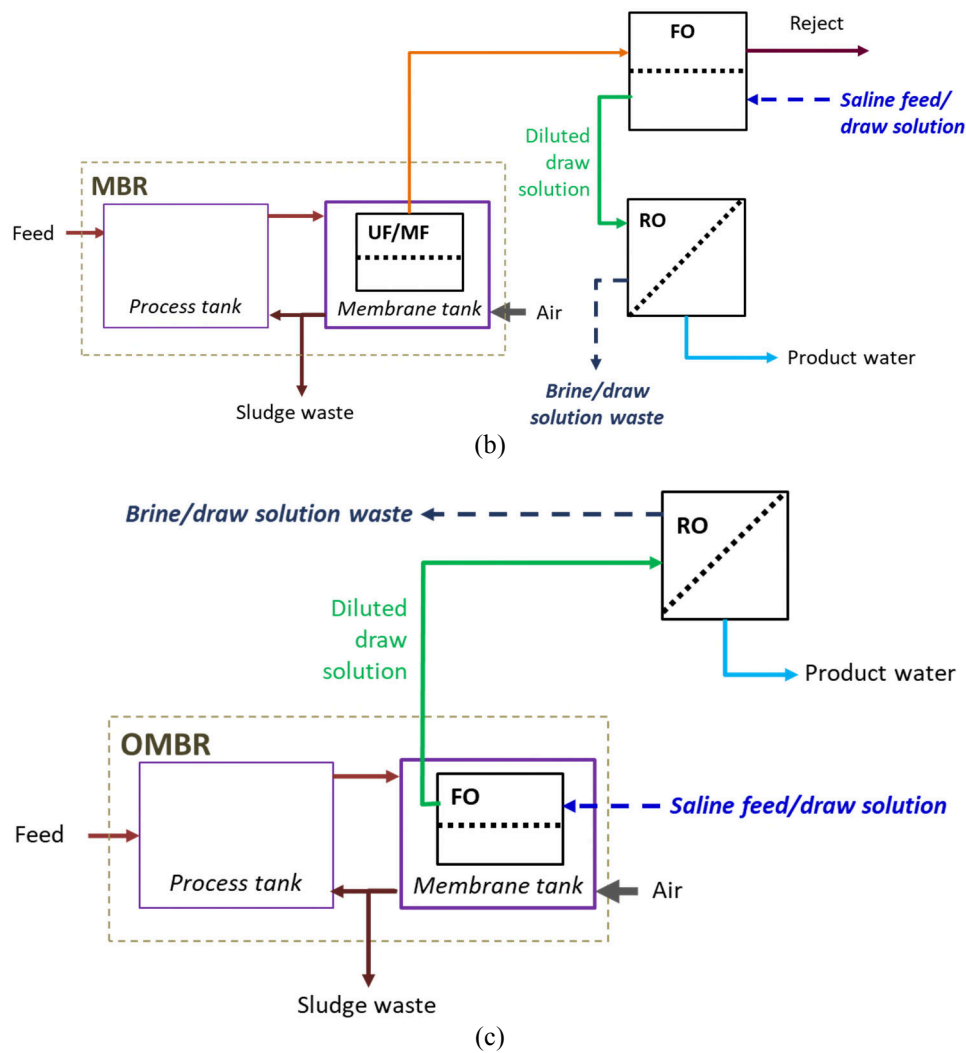 FO
Reject
Saline feed/
draw solution
Diluted
draw
solution
MBR
Feed
UF/MF
RO
Process tank
Membrane tank
Air
Product water
Sludge waste
Brine/draw
solution waste
(b)
Brine/draw solution waste
RO
Diluted
draw
solution
Product water
OMBR
FO
Saline feed/draw solution
Feed
Process tank
Membrane tank
Air
Sludge waste
(c)